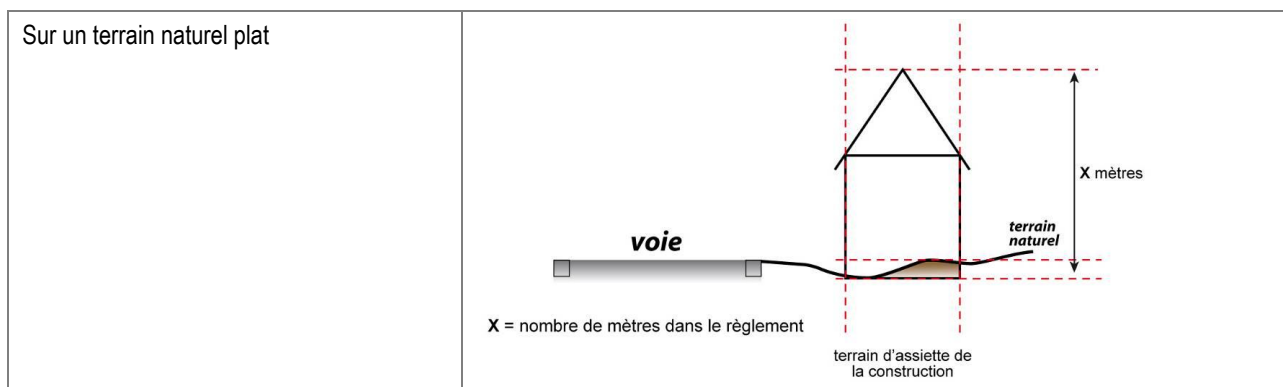 Sur un terrain naturel plat
X mètres
terrain
naturel
voie
X = nombre de mètres dans le règlement
terrain d'assiette de
la construction